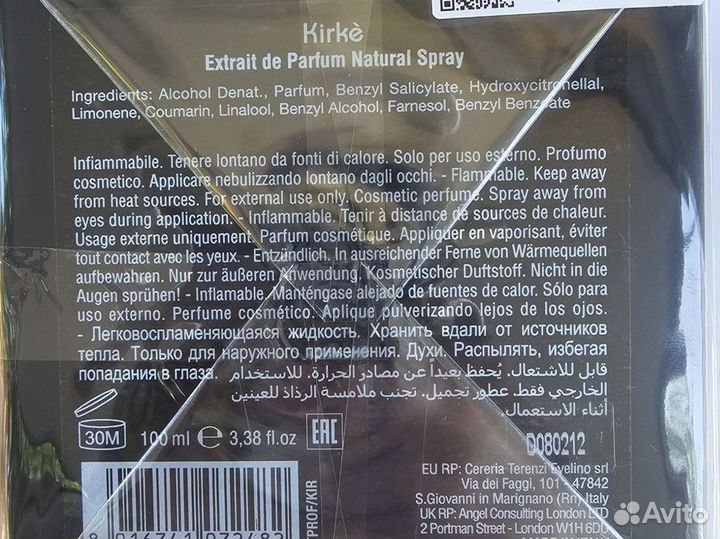 Kirkè
Extrait de Parfum Natural Spray
Ingredients: Alcohol Denat., Parfum, Benzyl Salicylate, Hydroxycitronellal,
Limonene, Coumarin, Linalool, Benzyl Alcohol, Farnesol, Benzyl Benzoate
Infiammabile. Tenere lontano da fonti di calore. Solo per uso esterno. Profumo
cosmetico. Applicare nebulizzando lontano dagli occhi. - Flammable. Keep away
from heat sources. For external use only. Cosmetic perfume. Spray away from
eyes during application. - Inflammable. Tenir à distance de sources de chaleur.
Usage externe uniquement. Parfum cosmétique. Appliquer en vaporisant, éviter
tout contact avec les yeux. - Entzündlich. In ausreichender Ferne von Wärmequellen
aufbewahren. Nur zur äußeren Anwendung. Kosmetischer Duftstoff. Nicht in die
Augen sprühen! - Inflamable. Manténgase alejado de fuentes de calor. Sólo para
uso externo. Perfume cosmético. Aplique pulverizando lejos de los ojos.
- Легковоспламеняющаяся жидкость. Хранить вдали от источников
тепла. Только для наружного применения. Духи. Распылять, избегая
попадания в глаза.
قابل للاشتعال. يُحفظ بعيداً عن مصادر الحرارة. للاستخدام
الخارجي فقط. عطور تجميل. تجنب ملامسة الرذاذ للعينين
أثناء الاستعمال.
30M 100 ml e 3,38 fl.oz EAC
D080212
EU RP: Cereria Terenzi Evelino srl
Via dei Faggi, 101 - 47842
S.Giovanni in Marignano (Rn) Italy
UK RP: Angel Consulting London LTD
2 Portman Street - London W1H 6DU
TPROF/KIR
Avito